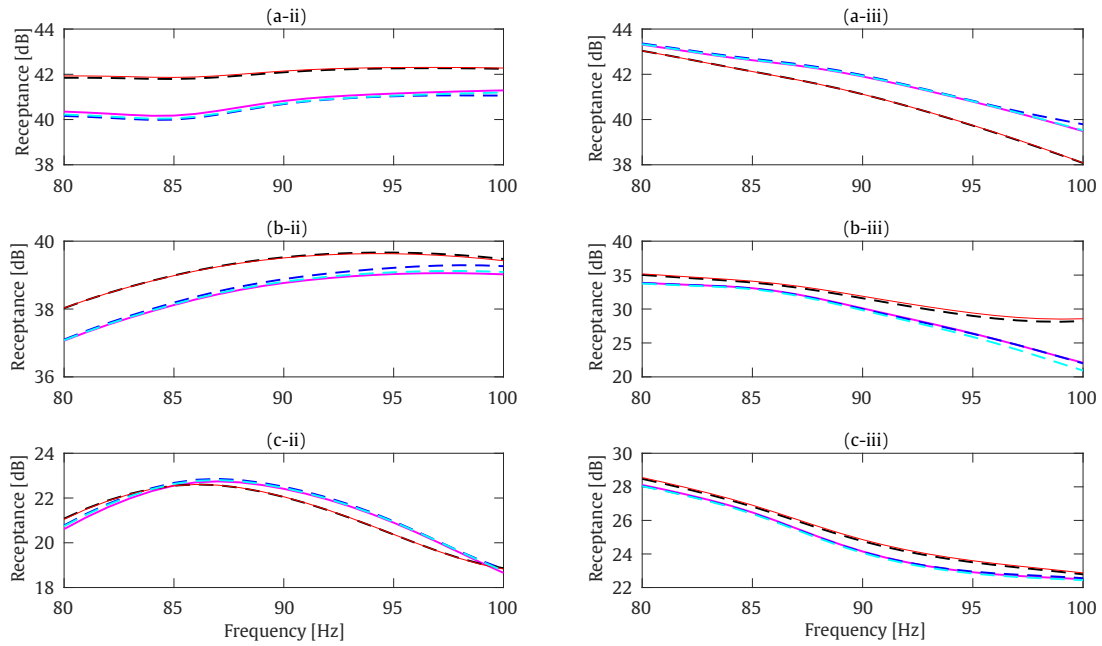 (a-ii)
Receptance [dB]
44
42
40
38
80 85 90 95 100
(a-iii)
Receptance [dB]
44
42
40
38
80 85 90 95 100
(b-ii)
Receptance [dB]
40
38
36
80 85 90 95 100
(b-iii)
Receptance [dB]
40
35
30
25
20
80 85 90 95 100
(c-ii)
Receptance [dB]
24
22
20
18
80 85 90 95 100
Frequency [Hz]
(c-iii)
Receptance [dB]
30
28
26
24
22
80 85 90 95 100
Frequency [Hz]